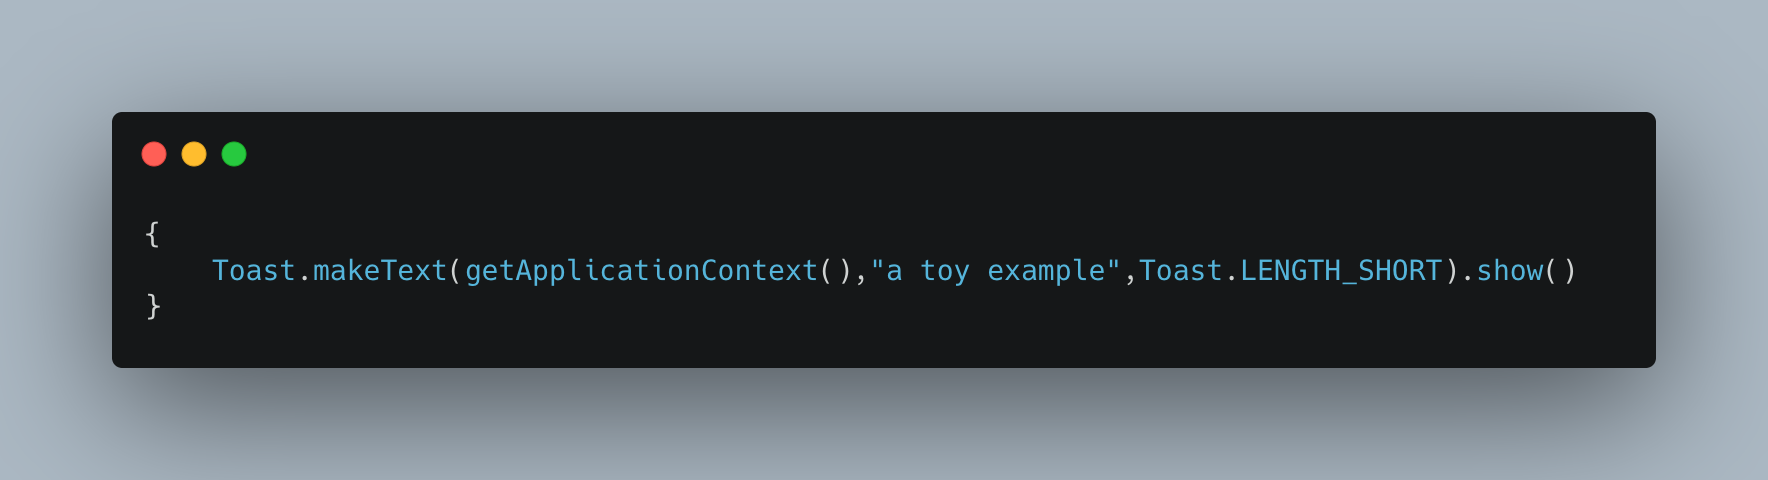 {
    Toast.makeText(getApplicationContext(),"a toy example",Toast.LENGTH_SHORT).show()
}